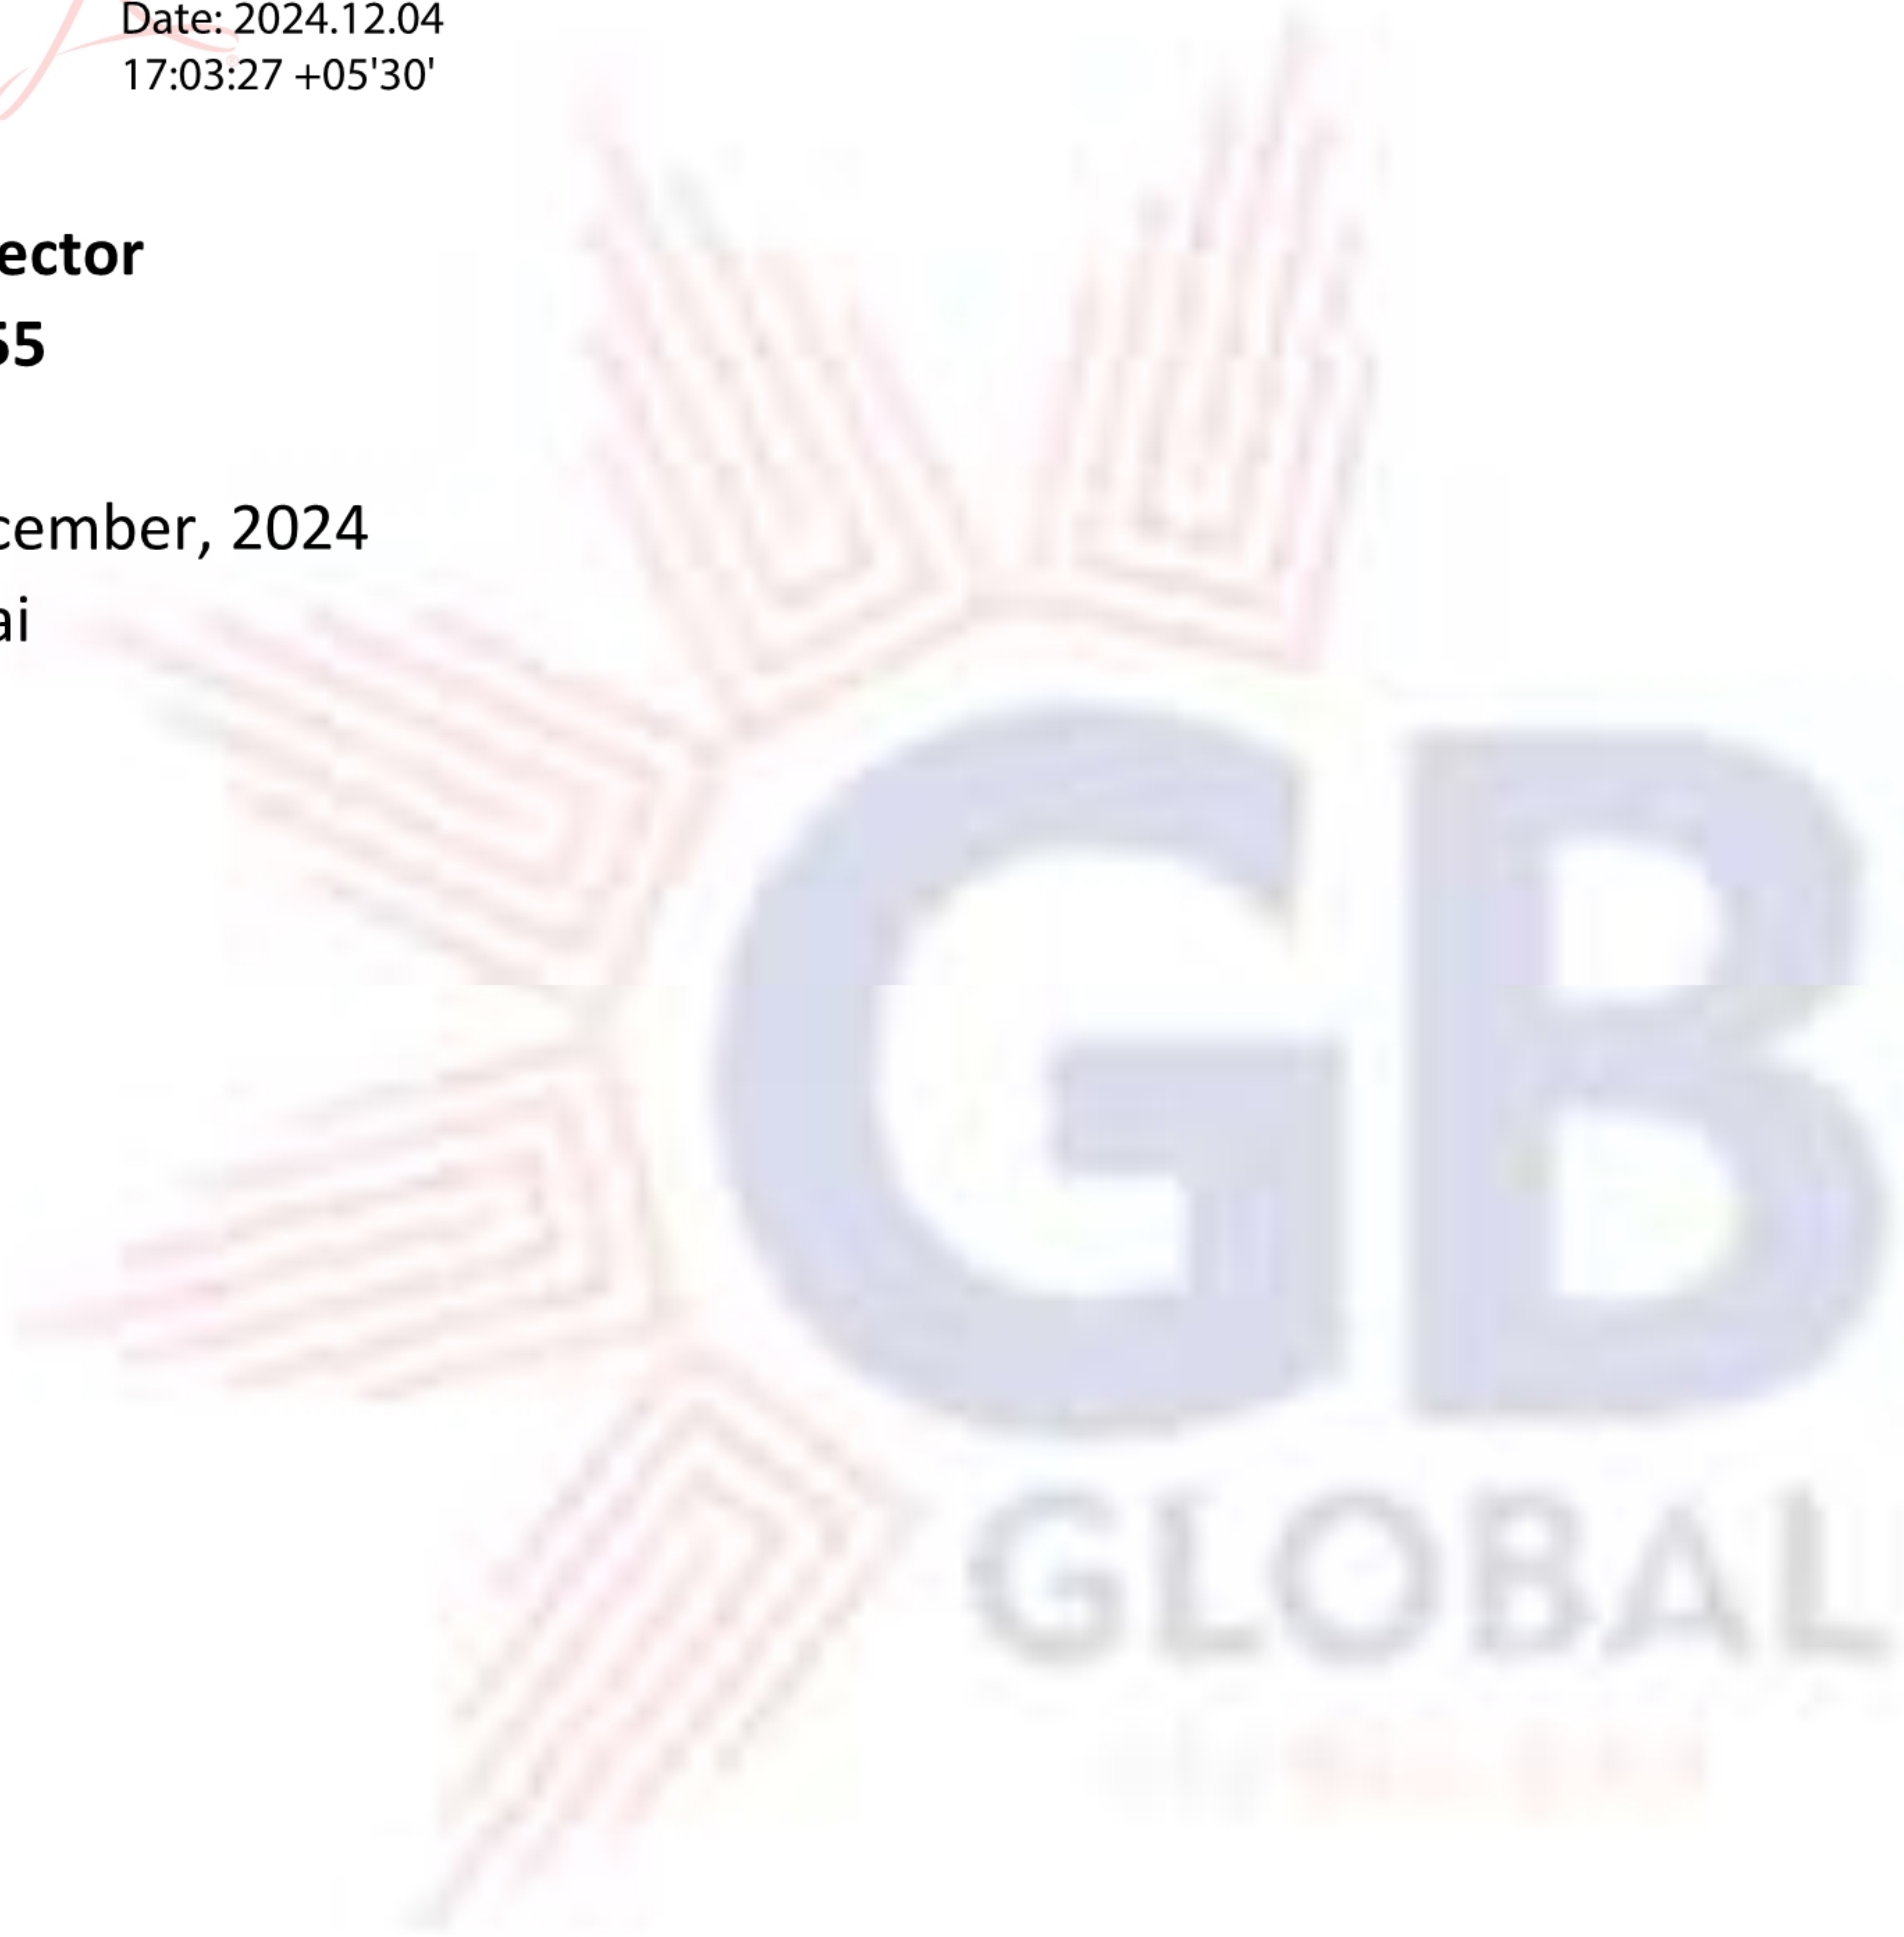 Date: 2024.12.04
17:03:27 +05'30'
ector
55
cember, 2024
ai
GB
GLOBAL